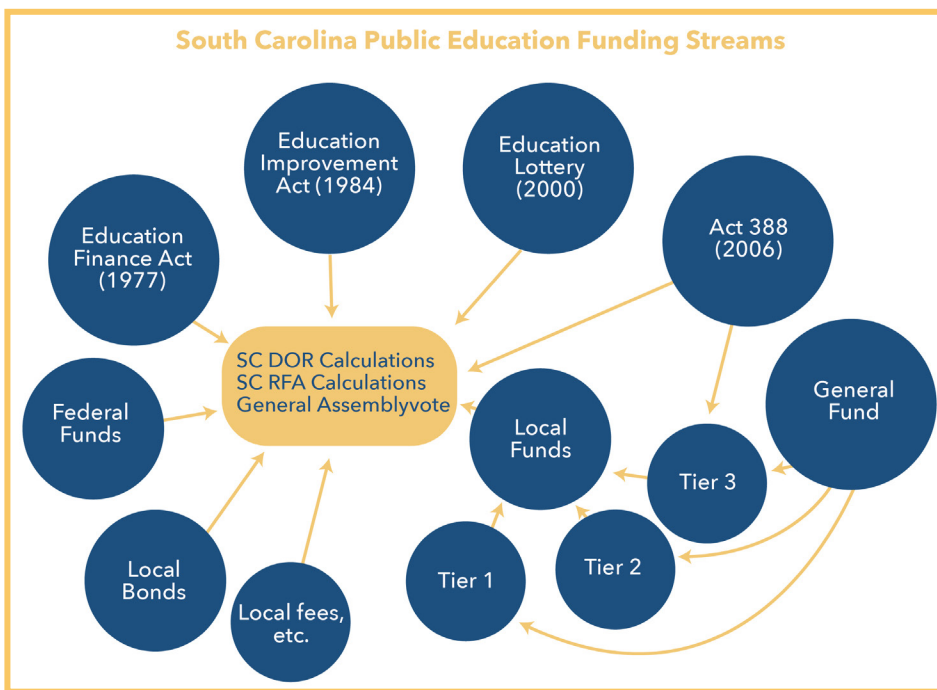 South Carolina Public Education Funding Streams
Education
Improvement
Act (1984)
Education
Lottery
(2000)
Education
Finance Act
(1977)
Act 388
(2006)
SC DOR Calculations
SC RFA Calculations
General Assemblyvote
General
Fund
Federal
Funds
Local
Funds
Tier 3
Local
Bonds
Local fees,
etc.
Tier 1
Tier 2